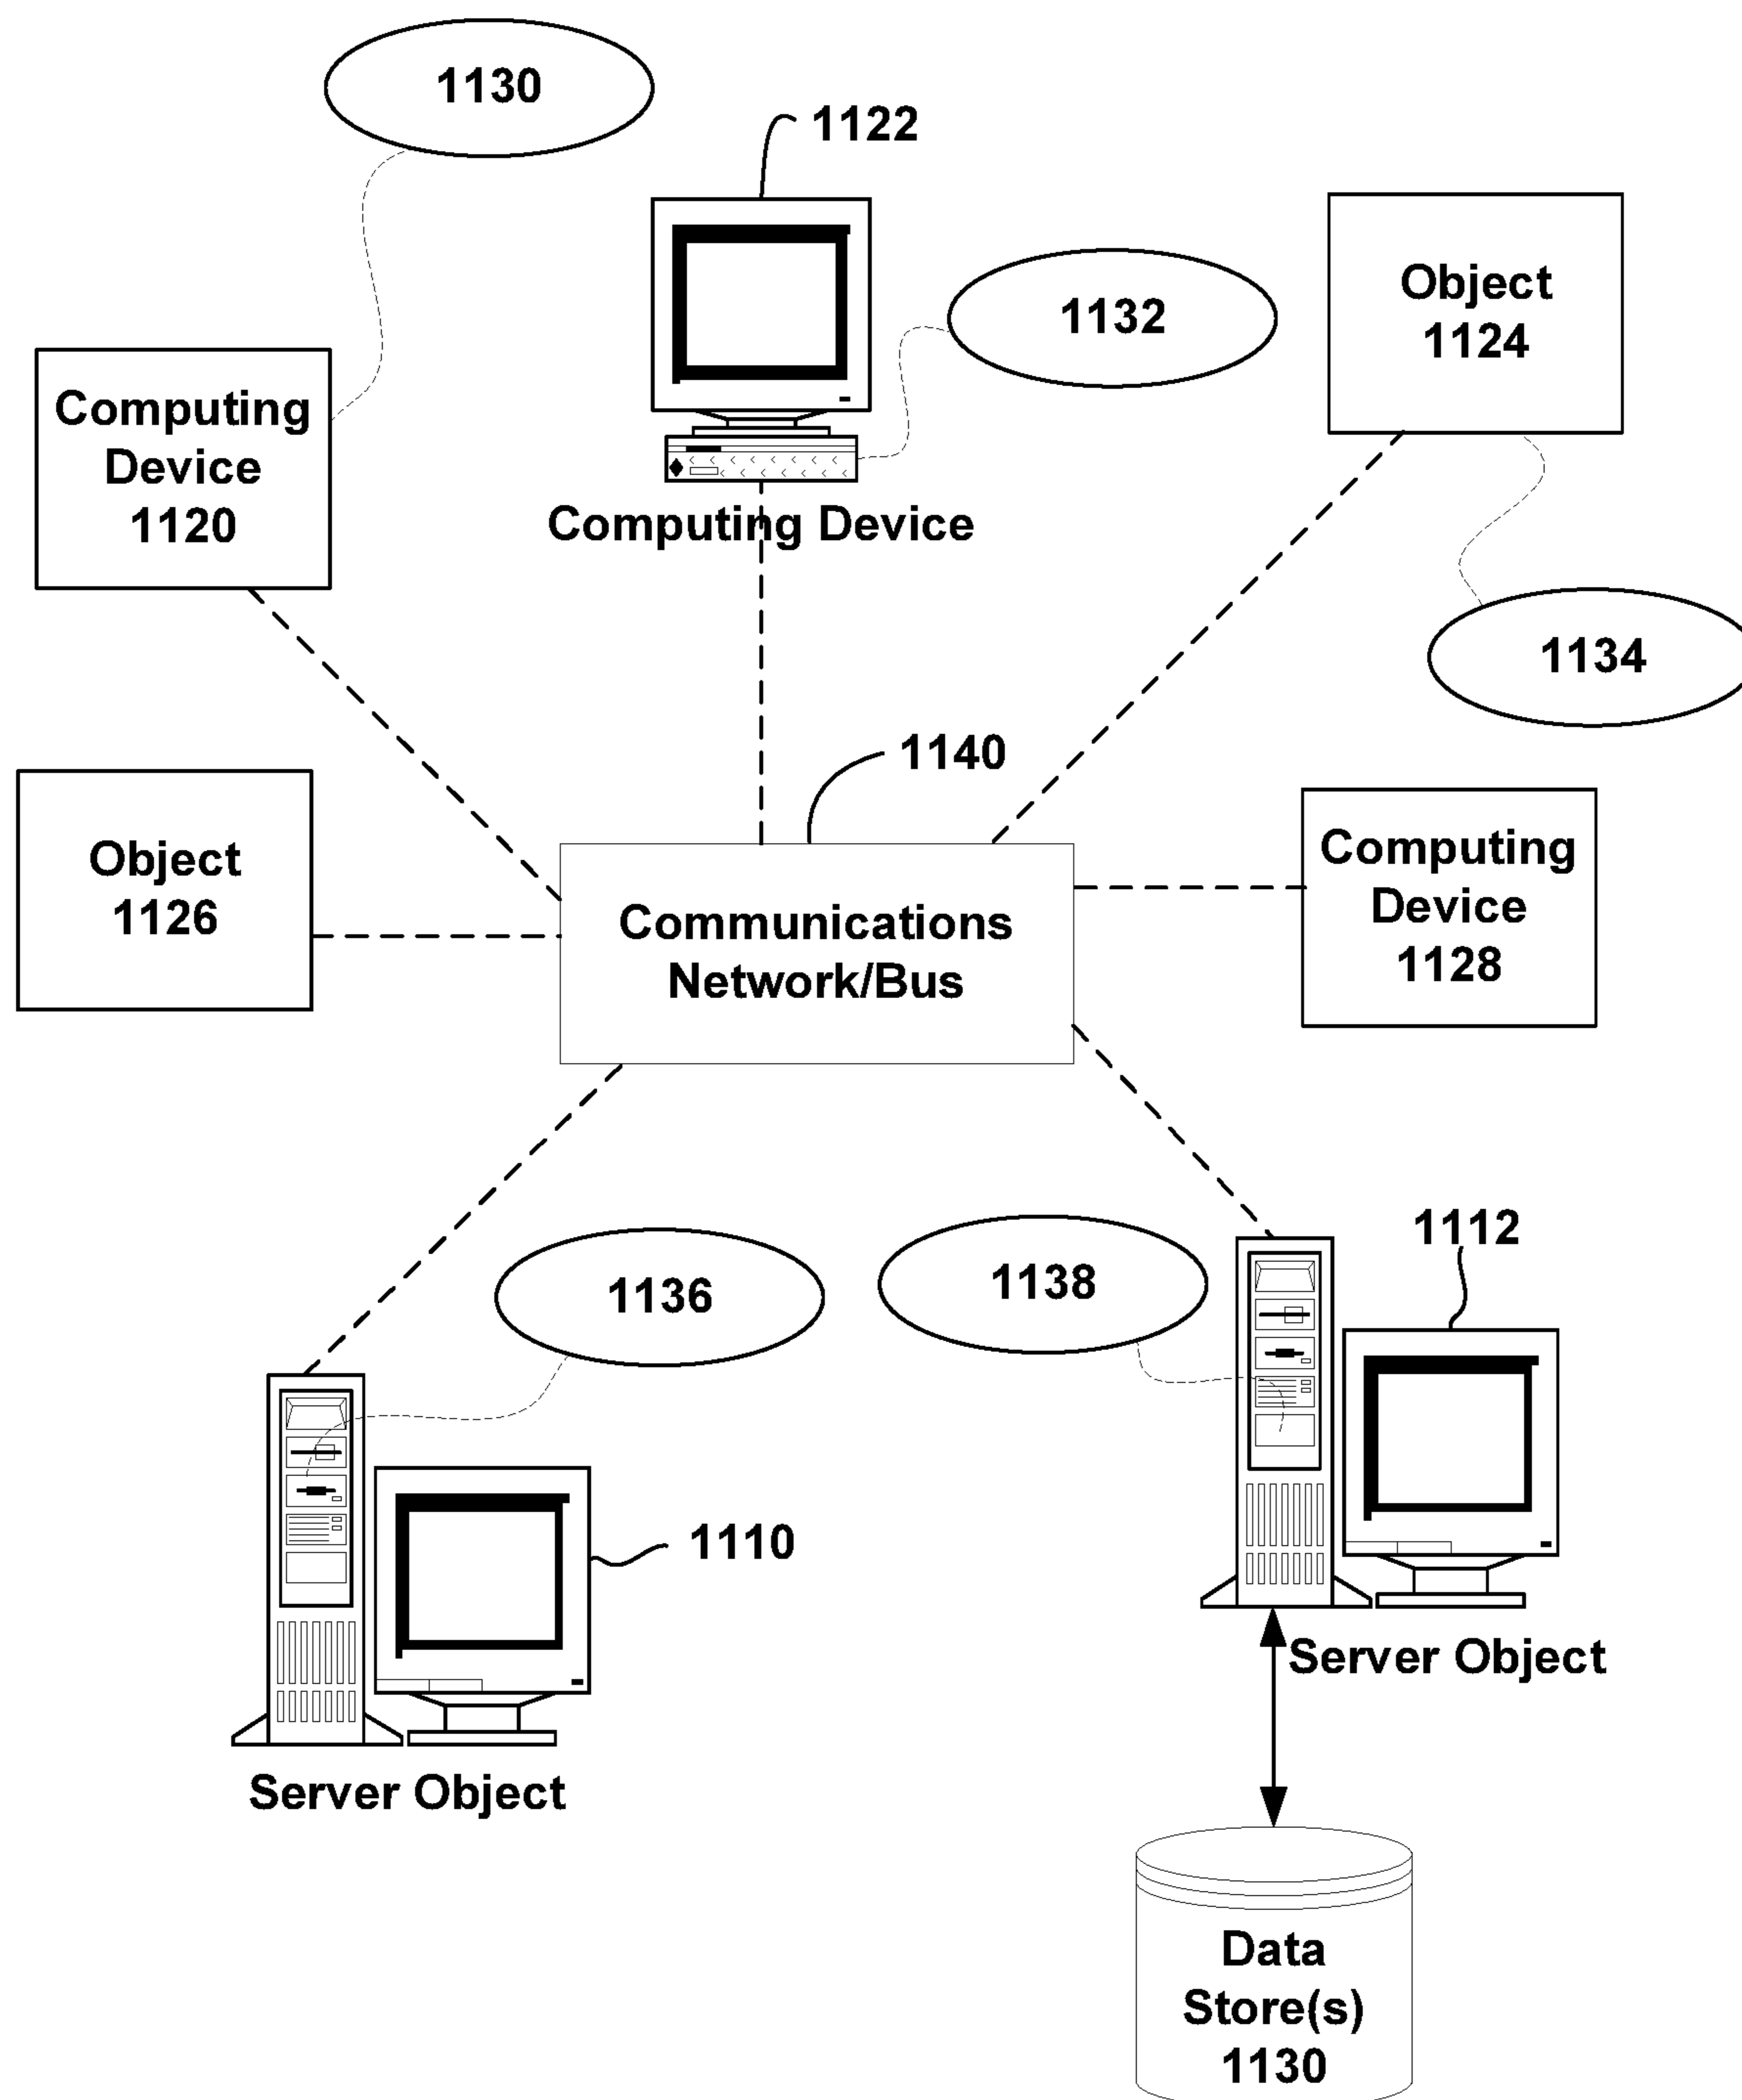 1130
1122
1132
Object
1124
Computing
Device
1120
Computing Device
1134
1140
Object
1126
Communications
Network/Bus
Computing
Device
1128
1136
1138
1112
1110
Server Object
Server Object
Data
Store(s)
1130